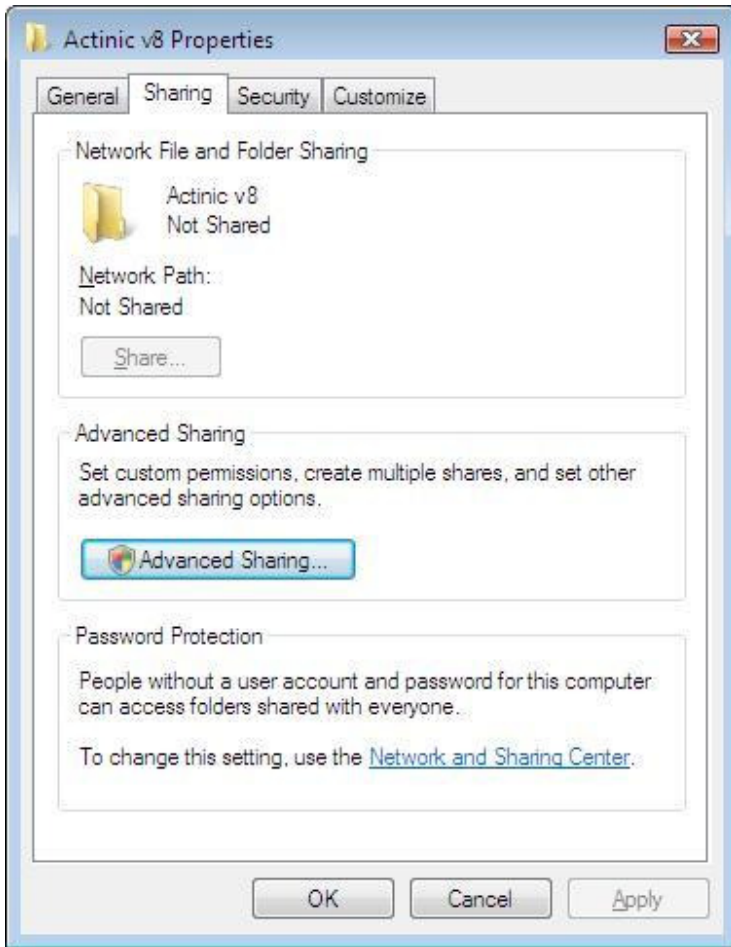 Actinic v8 Properties
General
Sharing
Security
Customize
Network File and Folder Sharing
Actinic v8
Not Shared
Network Path:
Not Shared
Share...
Advanced Sharing
Set custom permissions, create multiple shares, and set other
advanced sharing options.
Advanced Sharing...
Password Protection
People without a user account and password for this computer
can access folders shared with everyone.
To change this setting, use the Network and Sharing Center.
OK
Cancel
Apply